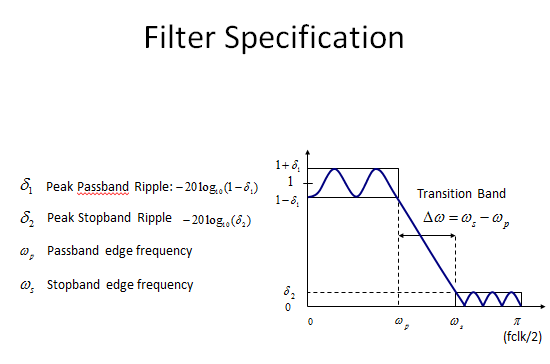 Filter Specification
δ₁ Peak Passband Ripple: −20log₁₀(1−δ₁)
δ₂ Peak Stopband Ripple −20log₁₀(δ₂)
ωₚ Passband edge frequency
ωₛ Stopband edge frequency
1+δ₁
1
1−δ₁
Transition Band
Δω = ωₛ − ωₚ
δ₂
0
0 ωₚ ωₛ π
(fclk/2)